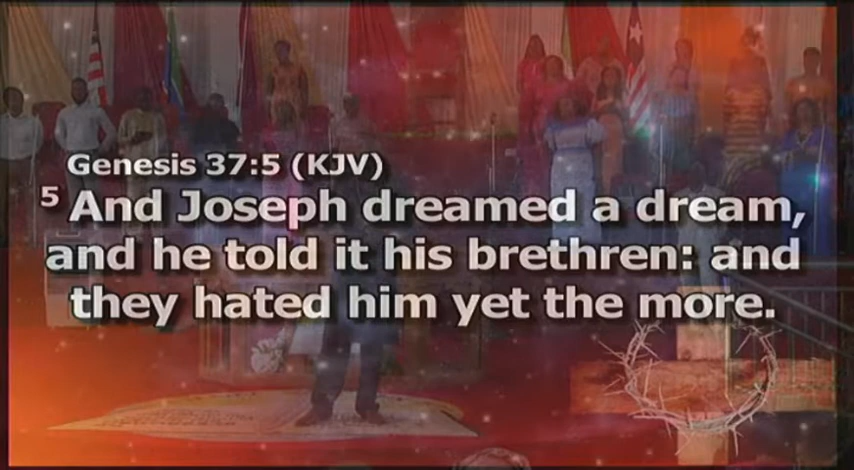 Genesis 37:5 (KJV)
5 And Joseph dreamed a dream,
and he told it his brethren: and
they hated him yet the more.